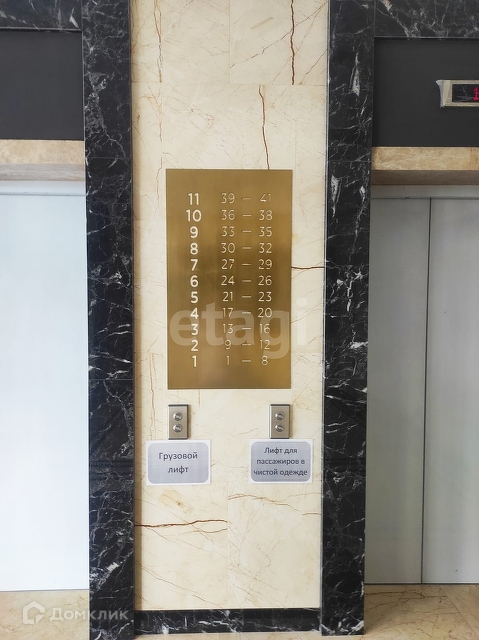 11 39 — 41
10 36 — 38
9 33 — 35
8 30 — 32
7 27 — 29
6 24 — 26
5 21 — 23
4 17 — 20
3 13 — 16
2 9 — 12
1 1 — 8
etagi
Грузовой
лифт
Лифт для
пассажиров в
чистой одежде
Домклик